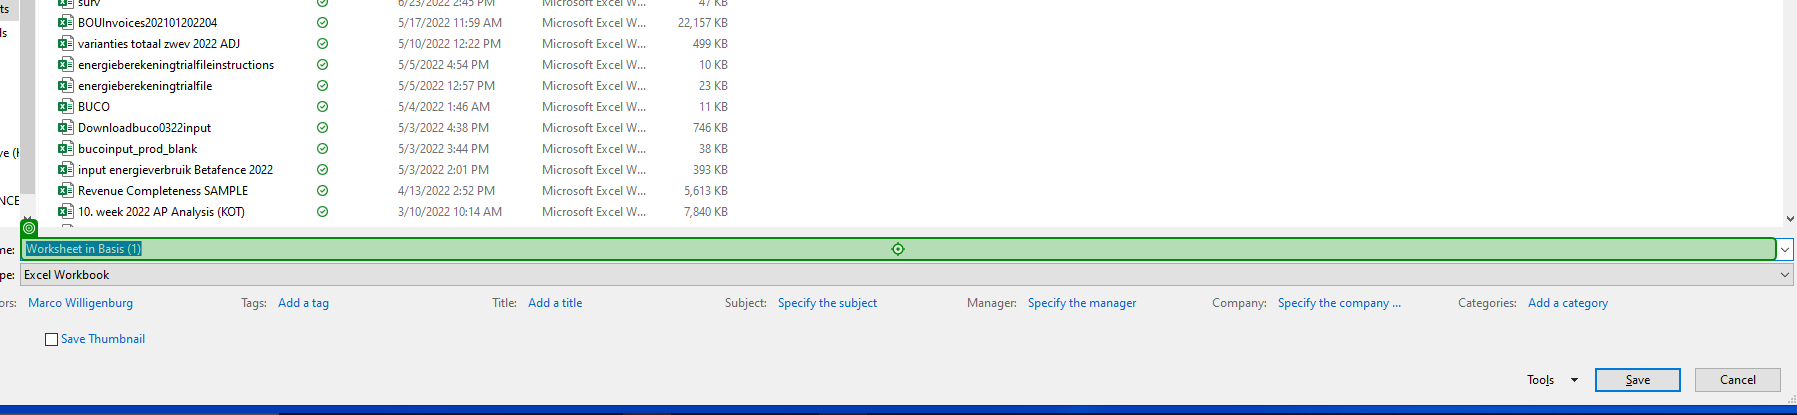 ts surv 6/23/2022 2:45 PM Microsoft Excel W... 47 KB
BOUInvoices202101202204 5/17/2022 11:59 AM Microsoft Excel W... 22,157 KB
ls varianties totaal zwev 2022 ADJ 5/10/2022 12:22 PM Microsoft Excel W... 499 KB
energieberekeningtrialfileinstructions 5/5/2022 4:54 PM Microsoft Excel W... 10 KB
energieberekeningtrialfile 5/5/2022 12:57 PM Microsoft Excel W... 23 KB
BUCO 5/4/2022 1:46 AM Microsoft Excel W... 11 KB
Downloadbuco0322input 5/3/2022 4:38 PM Microsoft Excel W... 746 KB
ve (H bucoinput_prod_blank 5/3/2022 3:44 PM Microsoft Excel W... 38 KB
input energieverbruik Betafence 2022 5/3/2022 2:01 PM Microsoft Excel W... 393 KB
NCE Revenue Completeness SAMPLE 4/13/2022 2:52 PM Microsoft Excel W... 5,613 KB
10. week 2022 AP Analysis (KOT) 3/10/2022 10:14 AM Microsoft Excel W... 7,840 KB
me: Worksheet in Basis (1)
pe: Excel Workbook
ors: Marco Willigenburg Tags: Add a tag Title: Add a title Subject: Specify the subject Manager: Specify the manager Company: Specify the company ... Categories: Add a category
Save Thumbnail
Tools Save Cancel